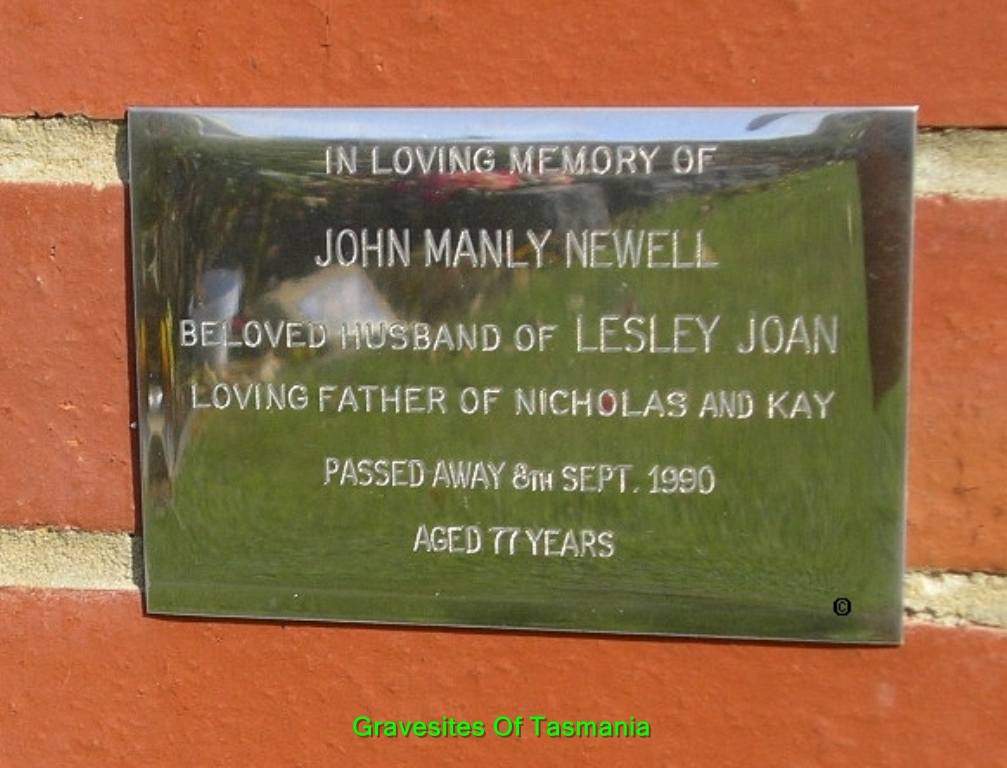 IN LOVING MEMORY OF
JOHN MANLY NEWELL
BELOVED HUSBAND OF LESLEY JOAN
LOVING FATHER OF NICHOLAS AND KAY
PASSED AWAY 8TH SEPT. 1990
AGED 77 YEARS
©
Gravesites Of Tasmania